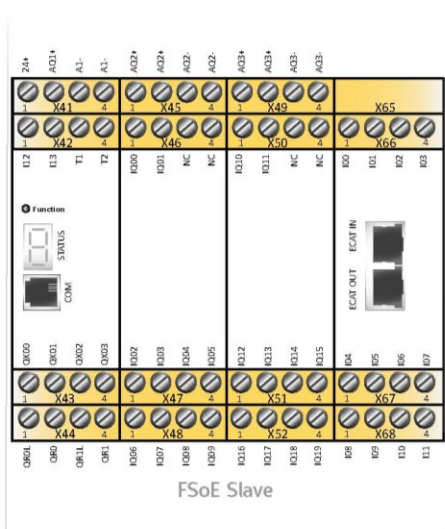 24+ AQ1+ A1- A1- AQ2+ AQ2+ AQ2- AQ2- AQ3+ AQ3+ AQ3- AQ3-
1 X41 4 1 X45 4 1 X49 4 X65
1 X42 4 1 X46 4 1 X50 4 1 X66 4
I12 I13 T1 T2 IQ00 IQ01 NC NC IQ10 IQ11 NC NC I00 I01 I02 I03
Function
STATUS
COM
ECAT IN
ECAT OUT
QX00 QX01 QX02 QX03 IQ02 IQ03 IQ04 IQ05 IQ12 IQ13 IQ14 IQ15 I04 I05 I06 I07
1 X43 4 1 X47 4 1 X51 4 1 X67 4
1 X44 4 1 X48 4 1 X52 4 1 X68 4
QR0L QR0 QR1L QR1 IQ06 IQ07 IQ08 IQ09 IQ16 IQ17 IQ18 IQ19 I08 I09 I10 I11
FSoE Slave